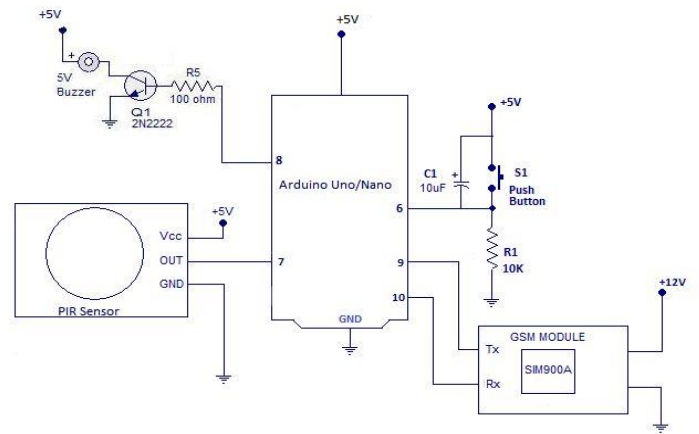 +5V
+
5V
Buzzer
R5
100 ohm
Q1
2N2222
+5V
8
Arduino Uno/Nano
+5V
C1
+
10uF
S1
Push
Button
6
R1
10K
+5V
Vcc
OUT
GND
PIR Sensor
7
9
10
GND
+12V
GSM MODULE
Tx
SIM900A
Rx